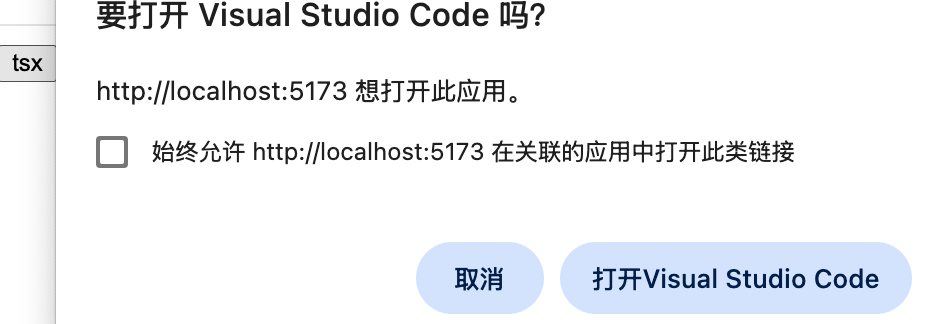 要打开 Visual Studio Code 吗?
tsx
http://localhost:5173 想打开此应用。
始终允许 http://localhost:5173 在关联的应用中打开此类链接
取消
打开Visual Studio Code